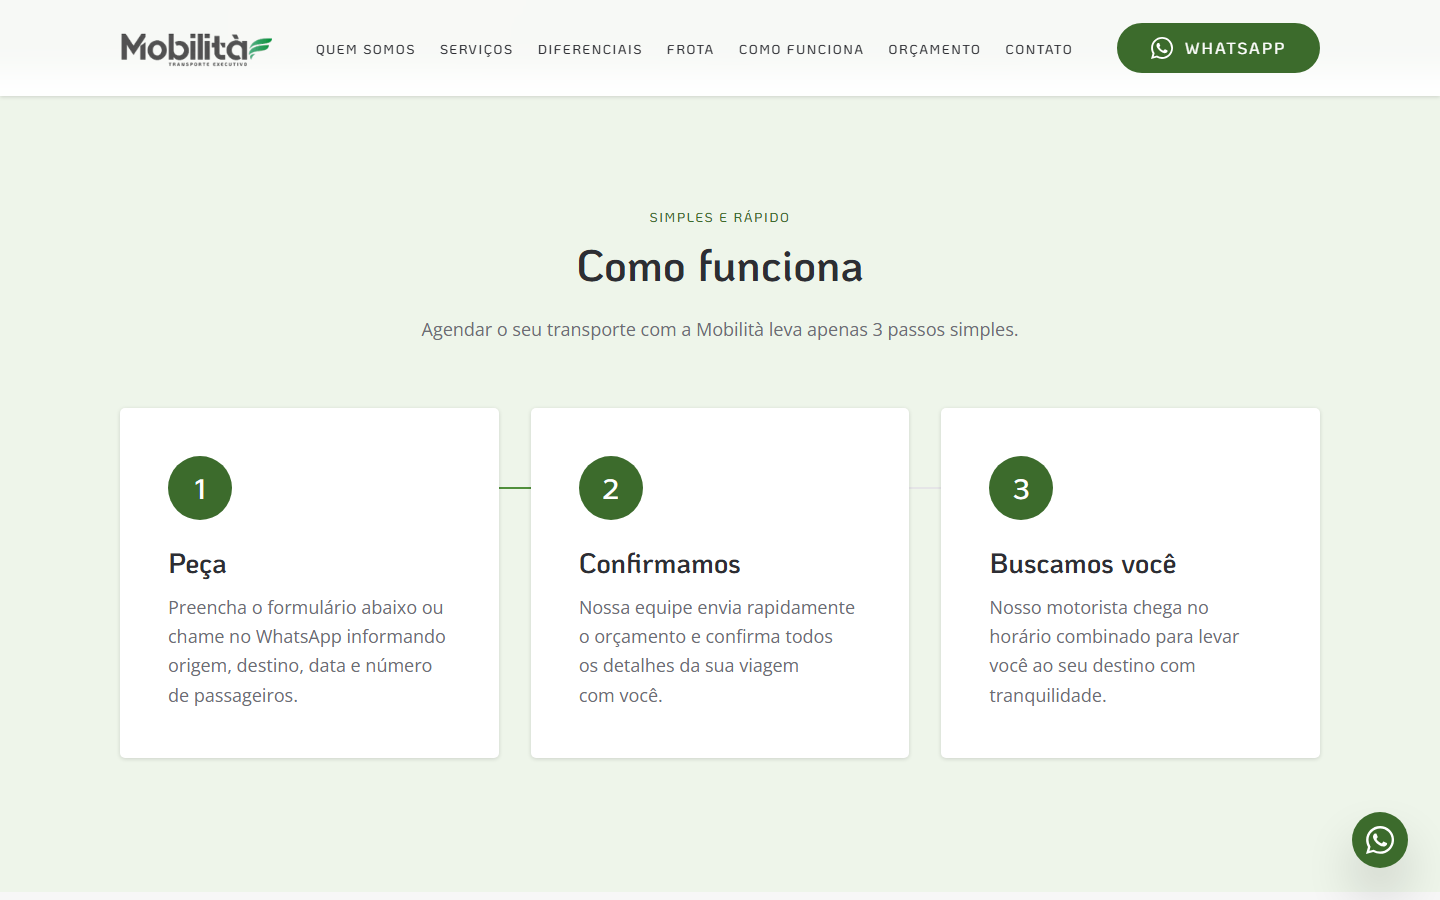 Mobilità
TRANSPORTE EXECUTIVO
QUEM SOMOS
SERVIÇOS
DIFERENCIAIS
FROTA
COMO FUNCIONA
ORÇAMENTO
CONTATO
WHATSAPP
SIMPLES E RÁPIDO
Como funciona
Agendar o seu transporte com a Mobilità leva apenas 3 passos simples.
1
Peça
Preencha o formulário abaixo ou
chame no WhatsApp informando
origem, destino, data e número
de passageiros.
2
Confirmamos
Nossa equipe envia rapidamente
o orçamento e confirma todos
os detalhes da sua viagem
com você.
3
Buscamos você
Nosso motorista chega no
horário combinado para levar
você ao seu destino com
tranquilidade.